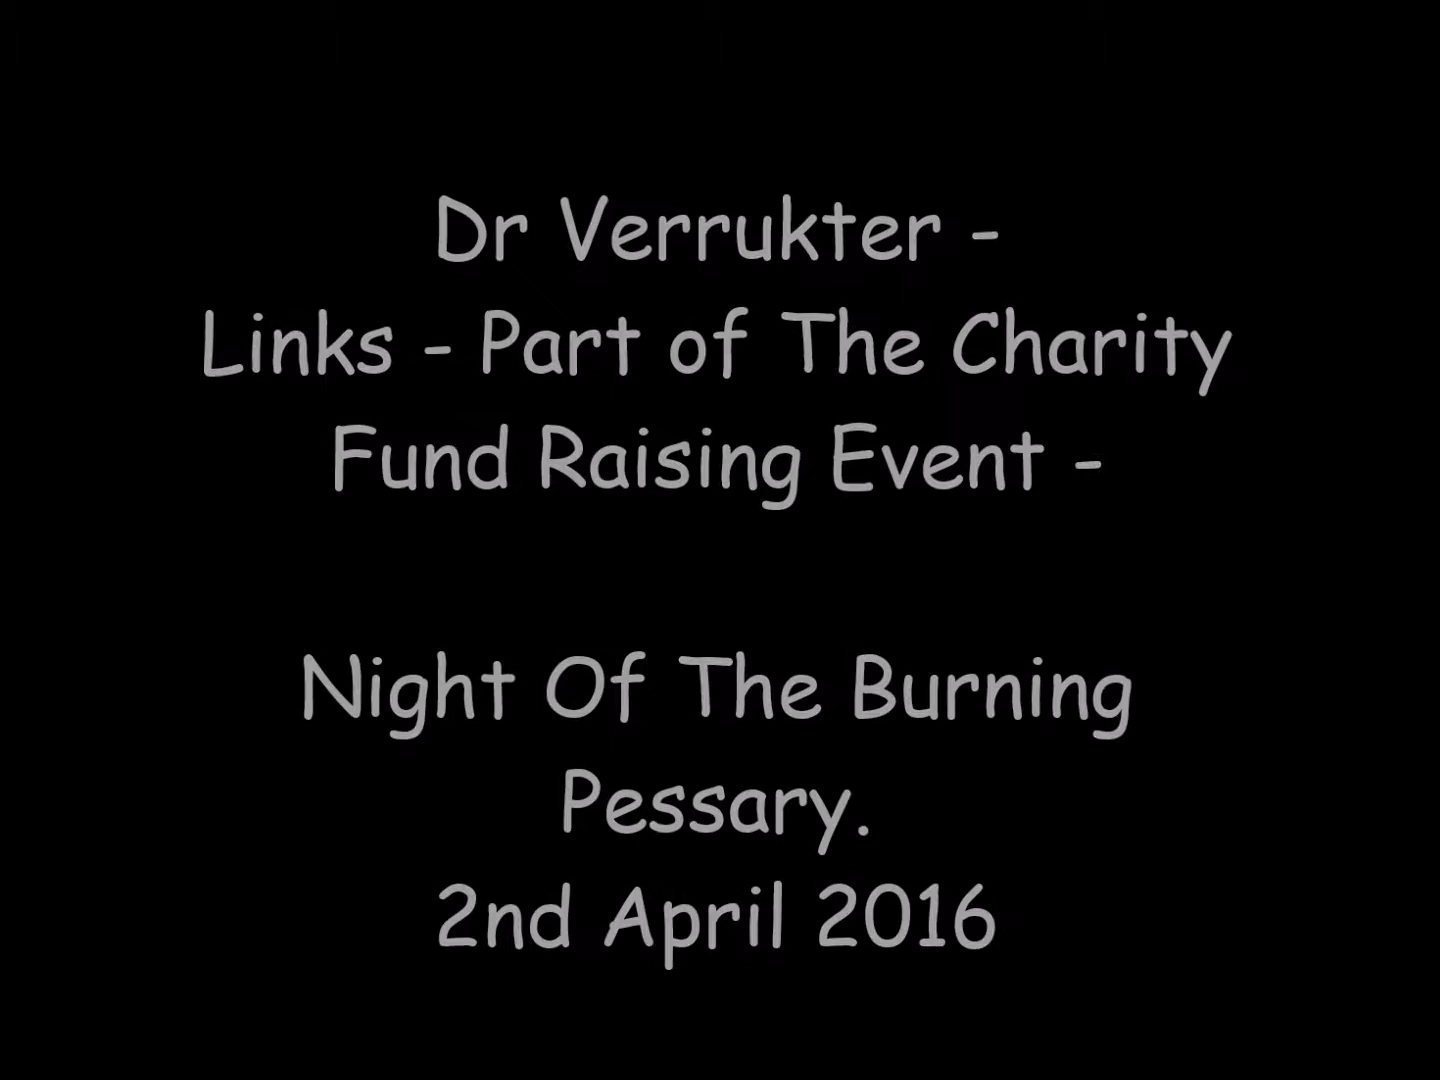 Dr Verrukter -
Links - Part of The Charity
Fund Raising Event -
Night Of The Burning
Pessary.
2nd April 2016